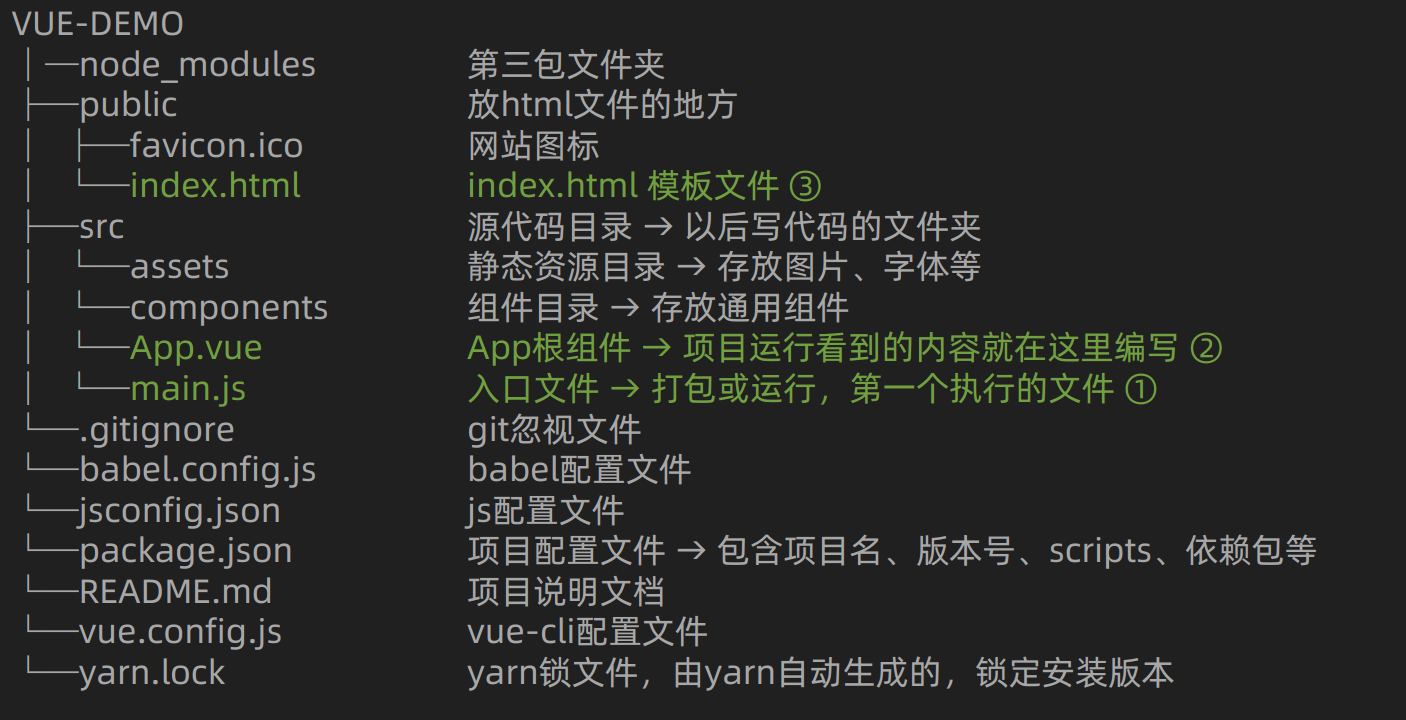 VUE-DEMO
│─node_modules 第三包文件夹
├──public 放html文件的地方
│ ├──favicon.ico 网站图标
│ └──index.html index.html 模板文件 ③
├──src 源代码目录 → 以后写代码的文件夹
│ └──assets 静态资源目录 → 存放图片、字体等
│ └──components 组件目录 → 存放通用组件
│ └──App.vue App根组件 → 项目运行看到的内容就在这里编写 ②
│ └──main.js 入口文件 → 打包或运行，第一个执行的文件 ①
└──.gitignore git忽视文件
└──babel.config.js babel配置文件
└──jsconfig.json js配置文件
└──package.json 项目配置文件 → 包含项目名、版本号、scripts、依赖包等
└──README.md 项目说明文档
└──vue.config.js vue-cli配置文件
└──yarn.lock yarn锁文件，由yarn自动生成的，锁定安装版本